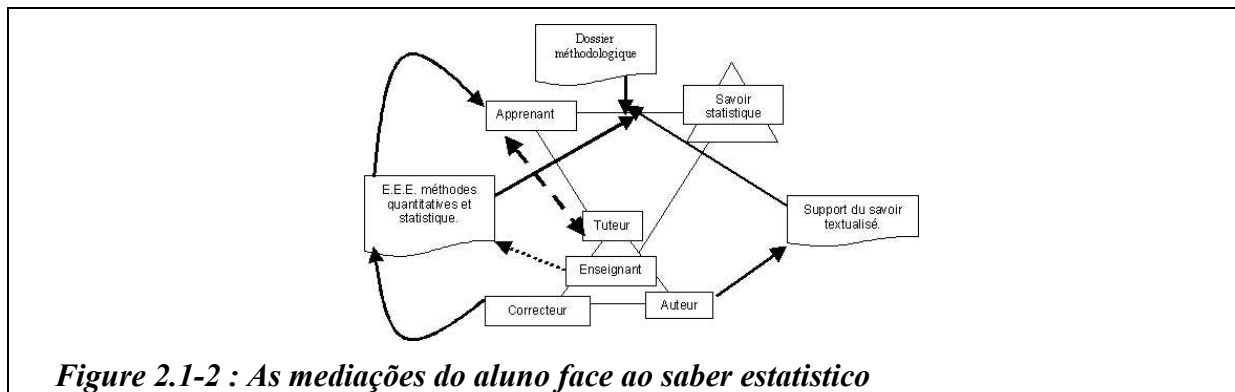 Dossier
méthodologique
Apprenant
Savoir
statistique
E.E.E. méthodes
quantitatives et
statistique.
Support du savoir
textualisé.
Tuteur
Enseignant
Correcteur
Auteur
Figure 2.1-2 : As mediações do aluno face ao saber estatistico